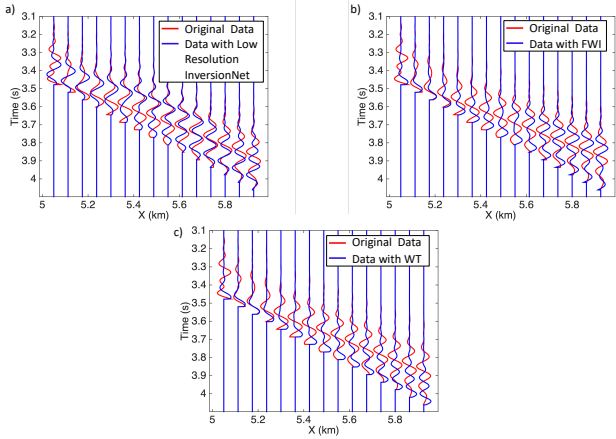 a)
3.1
3.2
3.3
3.4
3.5
3.6
3.7
3.8
3.9
4
Time (s)
5
5.2
5.4
5.6
5.8
X (km)
Original Data
Data with Low
Resolution
InversionNet
b)
3.1
3.2
3.3
3.4
3.5
3.6
3.7
3.8
3.9
4
Time (s)
5
5.2
5.4
5.6
5.8
X (km)
Original Data
Data with FWI
c)
3.1
3.2
3.3
3.4
3.5
3.6
3.7
3.8
3.9
4
Time (s)
5
5.2
5.4
5.6
5.8
X (km)
Original Data
Data with WT